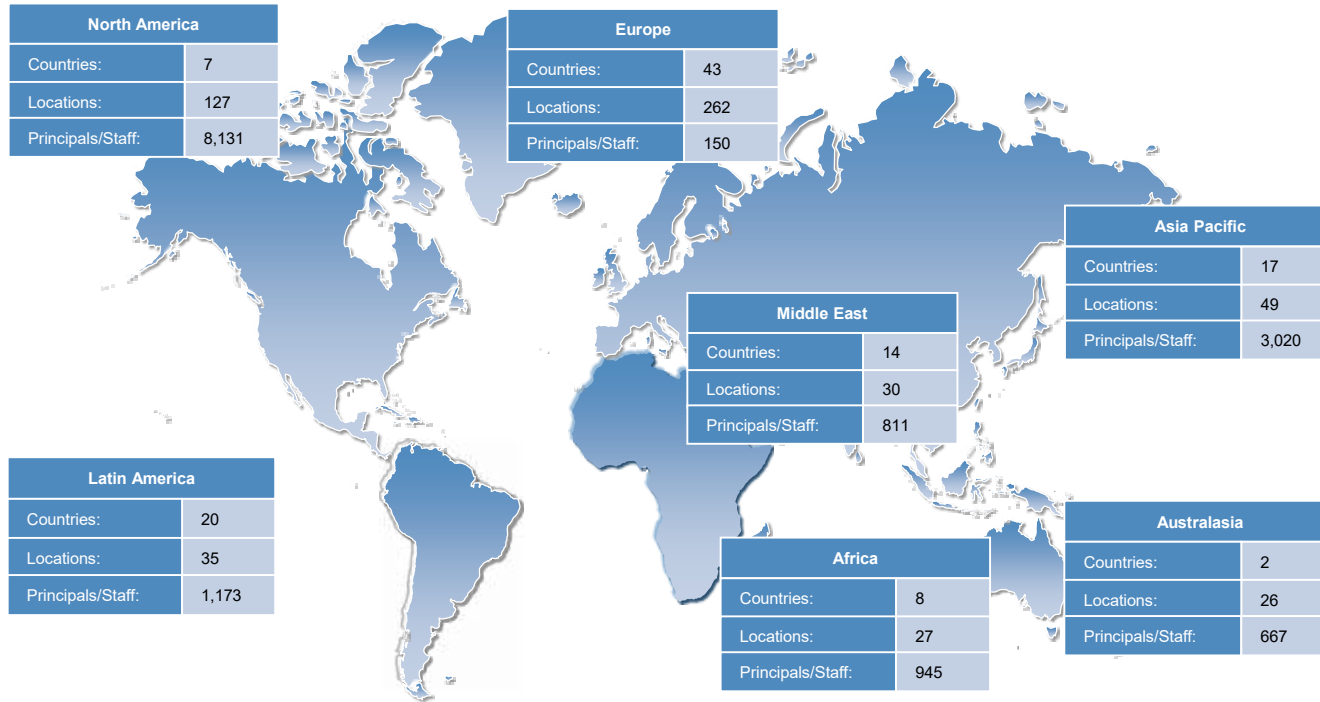 North America
Countries: 7
Locations: 127
Principals/Staff: 8,131
Europe
Countries: 43
Locations: 262
Principals/Staff: 150
Asia Pacific
Countries: 17
Locations: 49
Principals/Staff: 3,020
Middle East
Countries: 14
Locations: 30
Principals/Staff: 811
Latin America
Countries: 20
Locations: 35
Principals/Staff: 1,173
Africa
Countries: 8
Locations: 27
Principals/Staff: 945
Australasia
Countries: 2
Locations: 26
Principals/Staff: 667